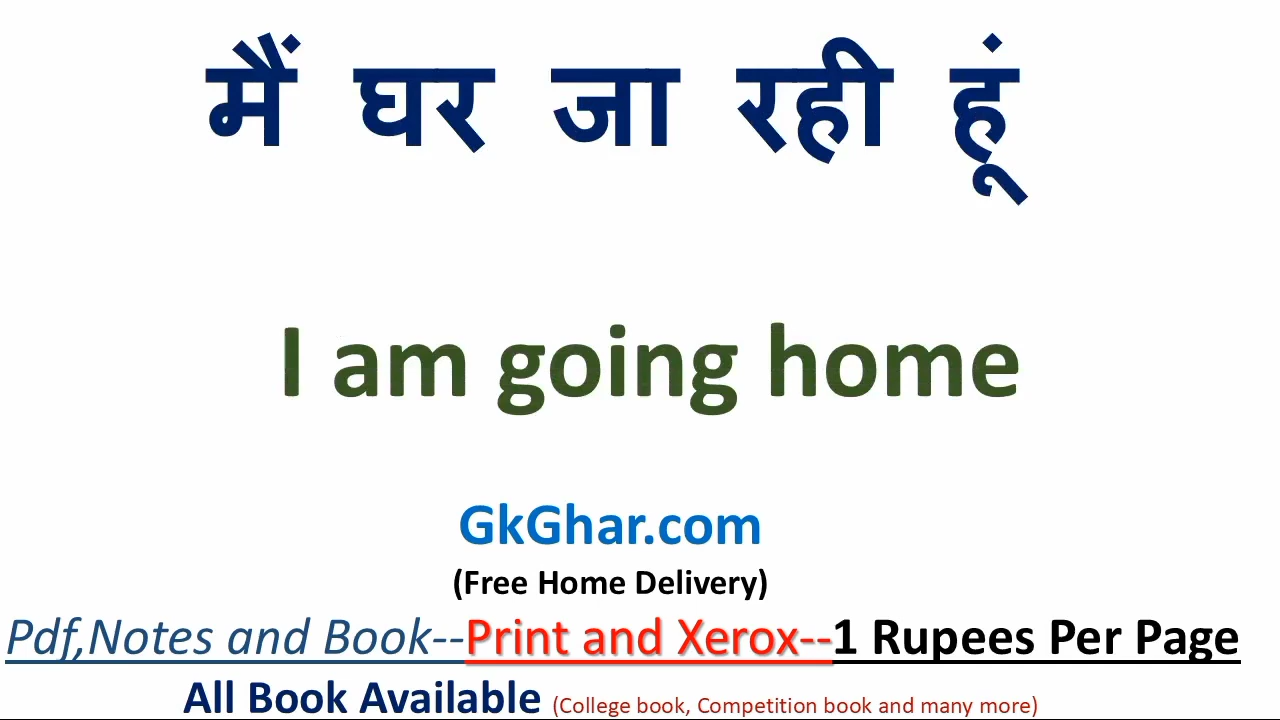 मैं घर जा रही हूं
I am going home
GkGhar.com
(Free Home Delivery)
Pdf,Notes and Book--Print and Xerox--1 Rupees Per Page
All Book Available (College book, Competition book and many more)